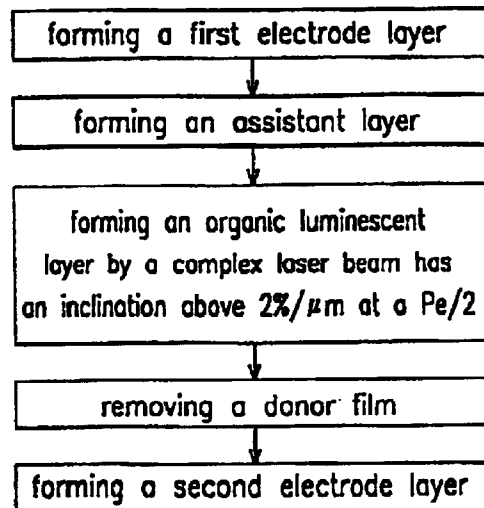 forming a first electrode layer
forming an assistant layer
forming an organic luminescent
layer by a complex laser beam has
an inclination above 2%/μm at a Pe/2
removing a donor film
forming a second electrode layer